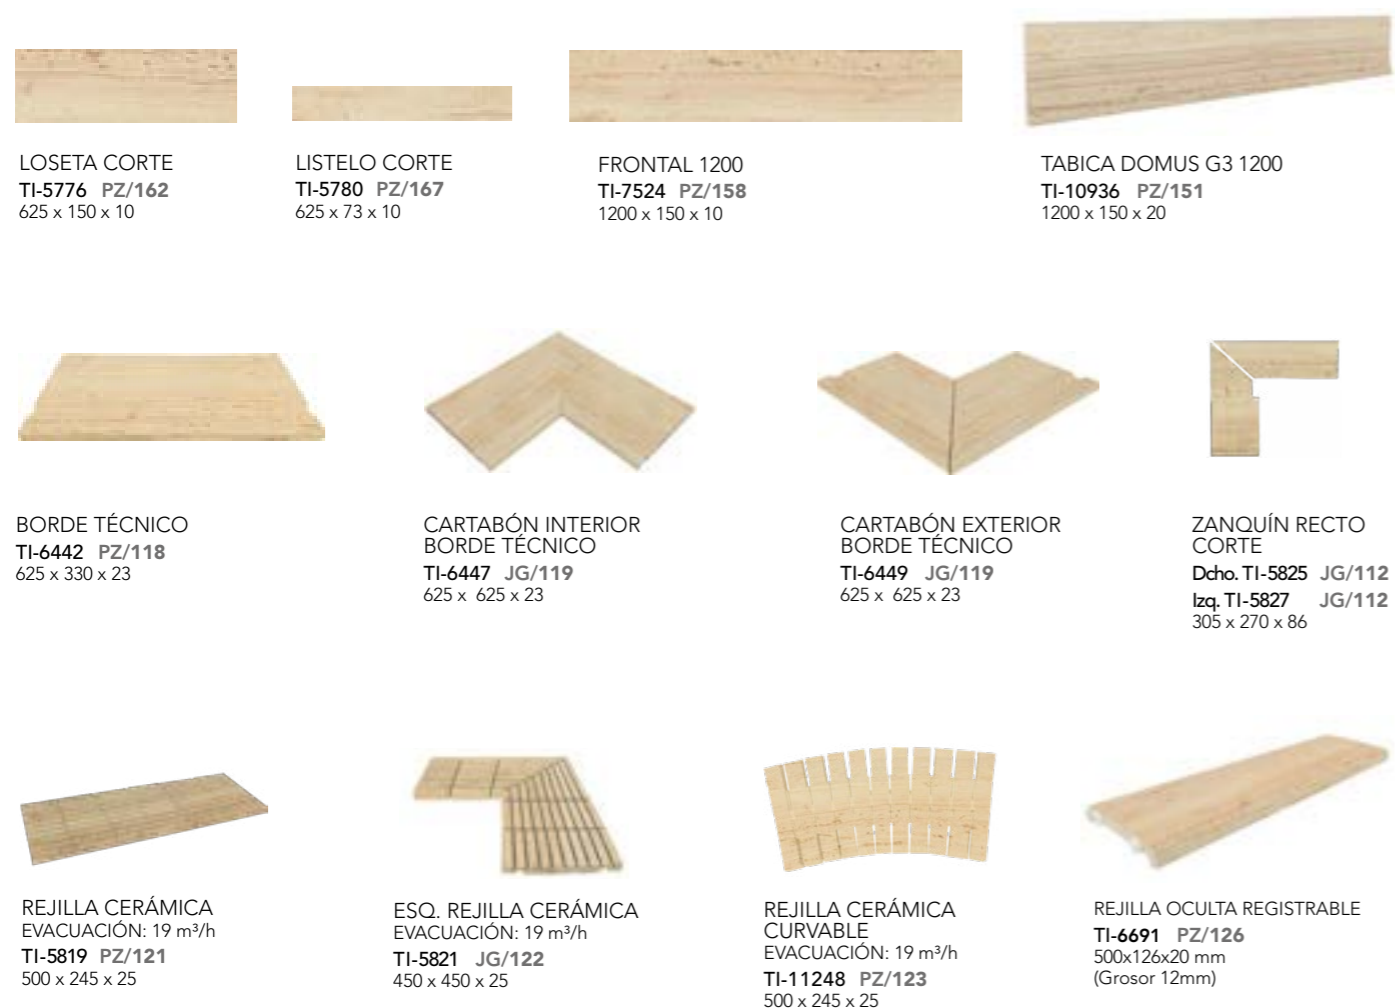 LOSETA CORTE
TI-5776 PZ/162
625 x 150 x 10
LISTELO CORTE
TI-5780 PZ/167
625 x 73 x 10
FRONTAL 1200
TI-7524 PZ/158
1200 x 150 x 10
TABICA DOMUS G3 1200
TI-10936 PZ/151
1200 x 150 x 20
BORDE TÉCNICO
TI-6442 PZ/118
625 x 330 x 23
CARTABÓN INTERIOR
BORDE TÉCNICO
TI-6447 JG/119
625 x 625 x 23
CARTABÓN EXTERIOR
BORDE TÉCNICO
TI-6449 JG/119
625 x 625 x 23
ZANQUÍN RECTO
CORTE
Dcho. TI-5825 JG/112
Izq. TI-5827 JG/112
305 x 270 x 86
REJILLA CERÁMICA
EVACUACIÓN: 19 m³/h
TI-5819 PZ/121
500 x 245 x 25
ESQ. REJILLA CERÁMICA
EVACUACIÓN: 19 m³/h
TI-5821 JG/122
450 x 450 x 25
REJILLA CERÁMICA
CURVABLE
EVACUACIÓN: 19 m³/h
TI-11248 PZ/123
500 x 245 x 25
REJILLA OCULTA REGISTRABLE
TI-6691 PZ/126
500x126x20 mm
(Grosor 12mm)